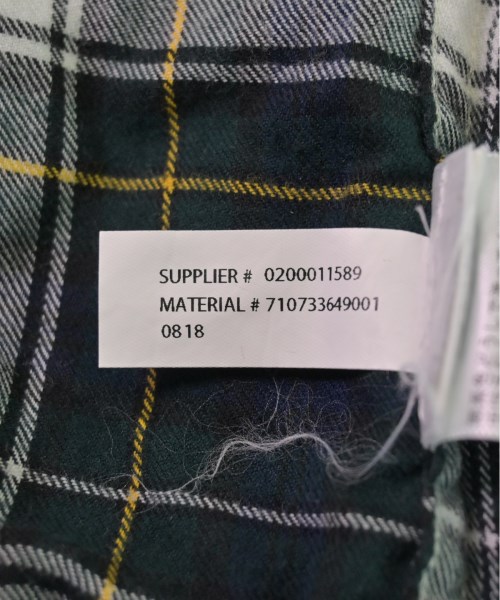 SUPPLIER # 0200011589
MATERIAL # 710733649001
0818